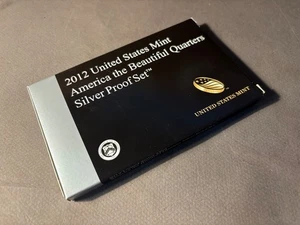 2012 United States Mint
America the Beautiful Quarters
Silver Proof Set™
UNITED STATES MINT